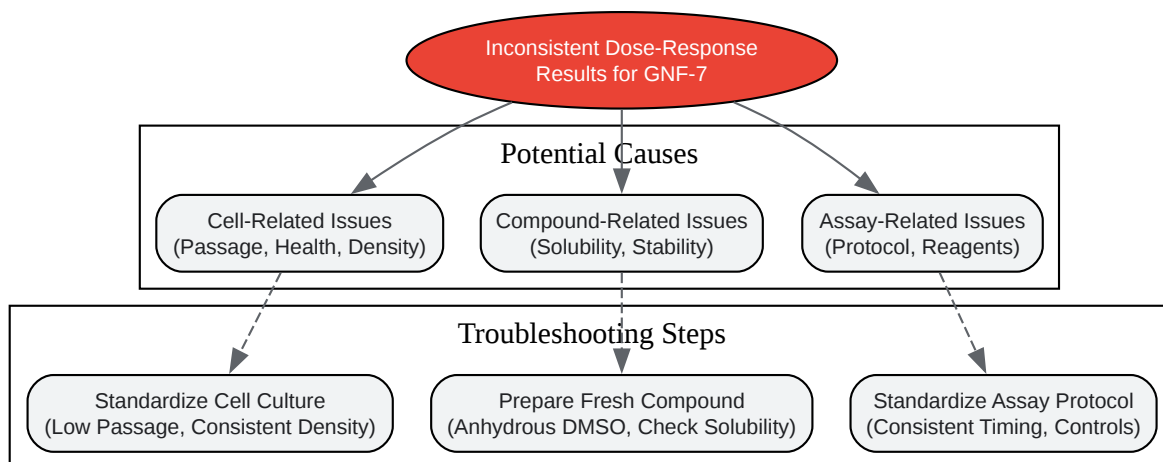 Inconsistent Dose-Response
Results for GNF-7
Potential Causes
Cell-Related Issues
(Passage, Health, Density)
Compound-Related Issues
(Solubility, Stability)
Assay-Related Issues
(Protocol, Reagents)
Troubleshooting Steps
Standardize Cell Culture
(Low Passage, Consistent Density)
Prepare Fresh Compound
(Anhydrous DMSO, Check Solubility)
Standardize Assay Protocol
(Consistent Timing, Controls)